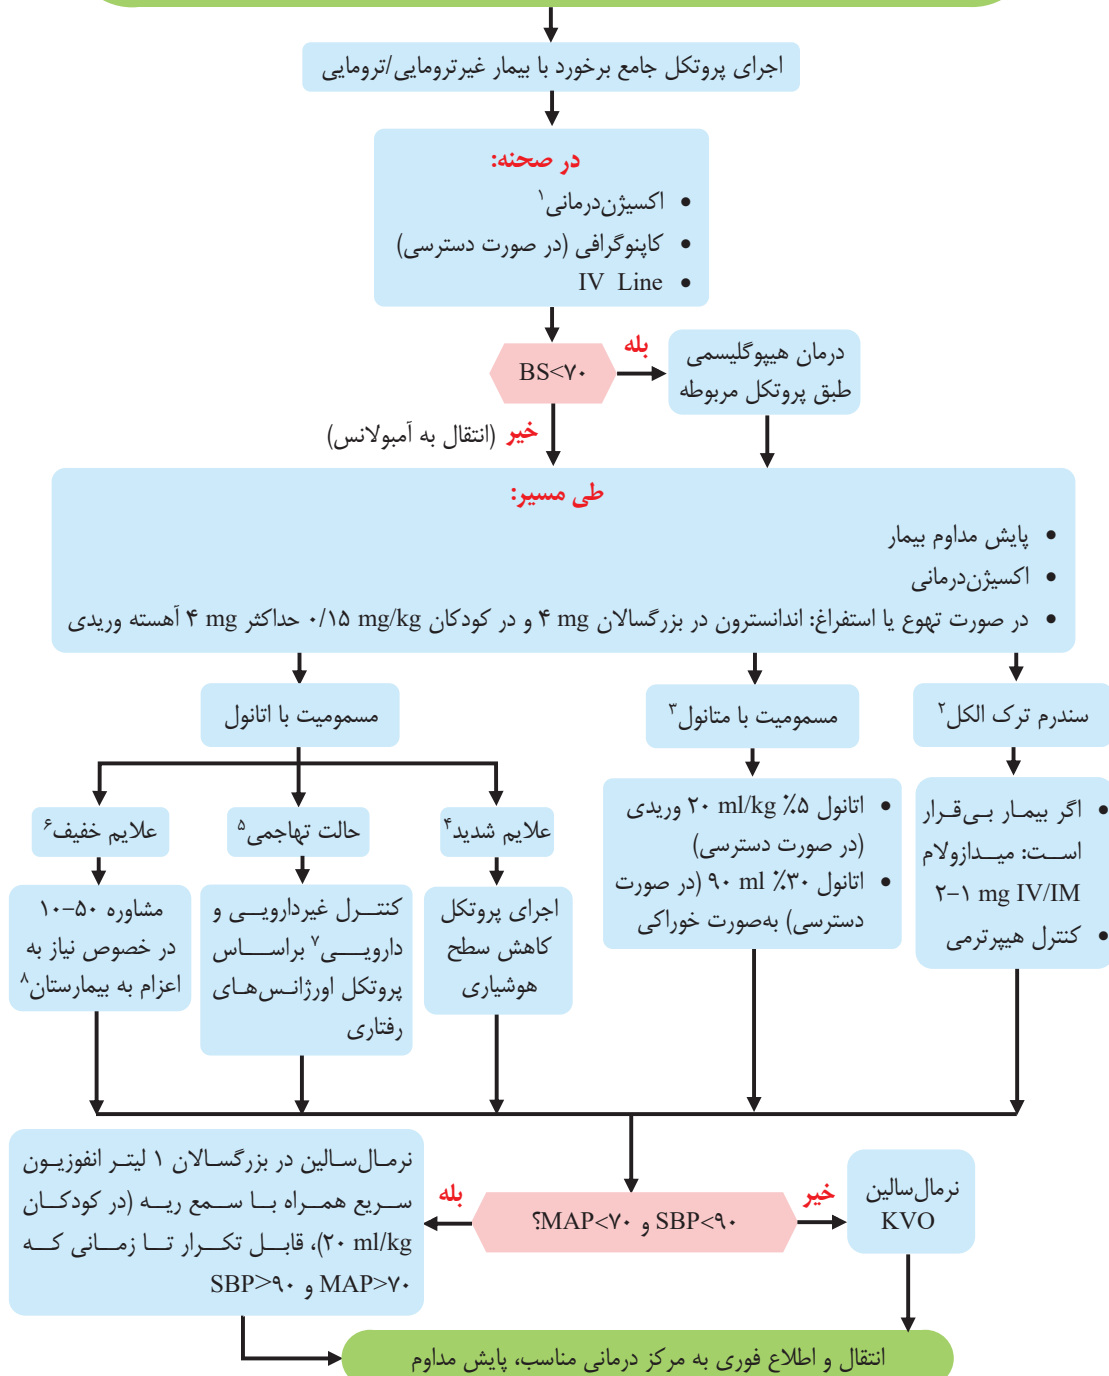 اجرای پروتکل جامع برخورد با بیمار غیرترومایی/ترومایی
در صحنه:
• اکسیژن‌درمانی۱
• کاپنوگرافی (در صورت دسترسی)
• IV Line
BS<۷۰
بله
درمان هیپوگلیسمی
طبق پروتکل مربوطه
خیر (انتقال به آمبولانس)
طی مسیر:
• پایش مداوم بیمار
• اکسیژن‌درمانی
• در صورت تهوع یا استفراغ: اندانسترون در بزرگسالان ۴ mg و در کودکان ۰/۱۵ mg/kg حداکثر ۴ mg آهسته وریدی
سندرم ترک الکل۲
• اگر بیمار بی‌قرار
است: میدازولام
۲-۱ mg IV/IM
• کنترل هیپرترمی
مسمومیت با متانول۳
• اتانول ۵٪ ۲۰ ml/kg وریدی
(در صورت دسترسی)
• اتانول ۳۰٪ ۹۰ ml (در صورت
دسترسی) به‌صورت خوراکی
مسمومیت با اتانول
علایم شدید۴
اجرای پروتکل
کاهش سطح
هوشیاری
حالت تهاجمی۵
کنترل غیردارویی و
دارویی۷ براساس
پروتکل اورژانس‌های
رفتاری
علایم خفیف۶
مشاوره ۵۰-۱۰
در خصوص نیاز به
اعزام به بیمارستان۸
SBP<۹۰ و MAP<۷۰؟
خیر
نرمال‌سالین
KVO
بله
نرمال‌سالین در بزرگسالان ۱ لیتر انفوزیون
سریع همراه با سمع ریه (در کودکان
۲۰ ml/kg)، قابل تکرار تا زمانی که
MAP>۷۰ و SBP>۹۰
انتقال و اطلاع فوری به مرکز درمانی مناسب، پایش مداوم